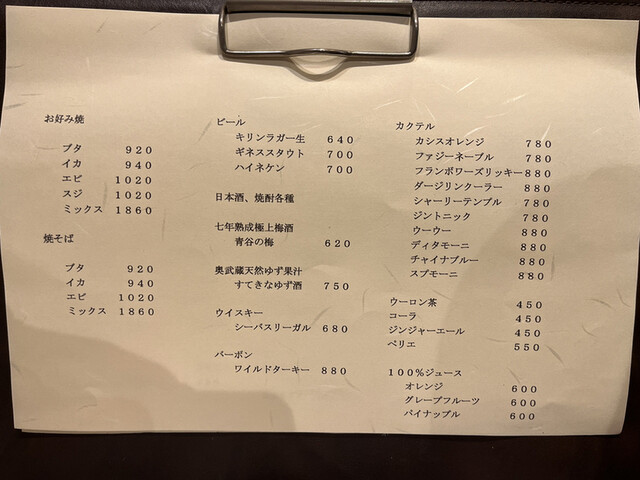 お好み焼
ブタ 920
イカ 940
エビ 1020
スジ 1020
ミックス 1860
焼そば
ブタ 920
イカ 940
エビ 1020
ミックス 1860
ビール
キリンラガー生 640
ギネススタウト 700
ハイネケン 700
日本酒、焼酎各種
七年熟成極上梅酒
青谷の梅 620
奥武蔵天然ゆず果汁
すてきなゆず酒 750
ウイスキー
シーバスリーガル 680
バーボン
ワイルドターキー 880
カクテル
カシスオレンジ 780
ファジーネーブル 780
フランボワーズリッキー 880
ダージリンクーラー 880
シャーリーテンプル 780
ジントニック 780
ウーウー 880
ディタモーニ 880
チャイナブルー 880
スプモーニ 880
ウーロン茶 450
コーラ 450
ジンジャーエール 450
ペリエ 550
100%ジュース
オレンジ 600
グレープフルーツ 600
パイナップル 600